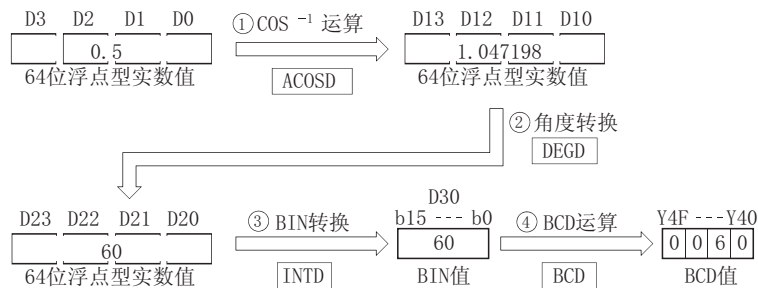 D3 D2 D1 D0
0.5
64位浮点型实数值
①COS⁻¹ 运算
ACOSD
D13 D12 D11 D10
1.047198
64位浮点型实数值
②角度转换
DEGD
D23 D22 D21 D20
60
64位浮点型实数值
③ BIN转换
INTD
D30
b15 --- b0
60
BIN值
④ BCD运算
BCD
Y4F ---Y40
0 0 6 0
BCD值